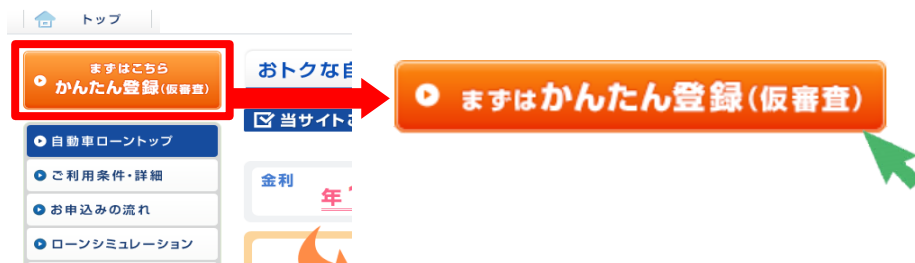 トップ
まずはこちら
かんたん登録(仮審査)
自動車ローントップ
ご利用条件・詳細
お申込みの流れ
ローンシミュレーション
おトクな
当サイト
金利
年
まずはかんたん登録(仮審査)